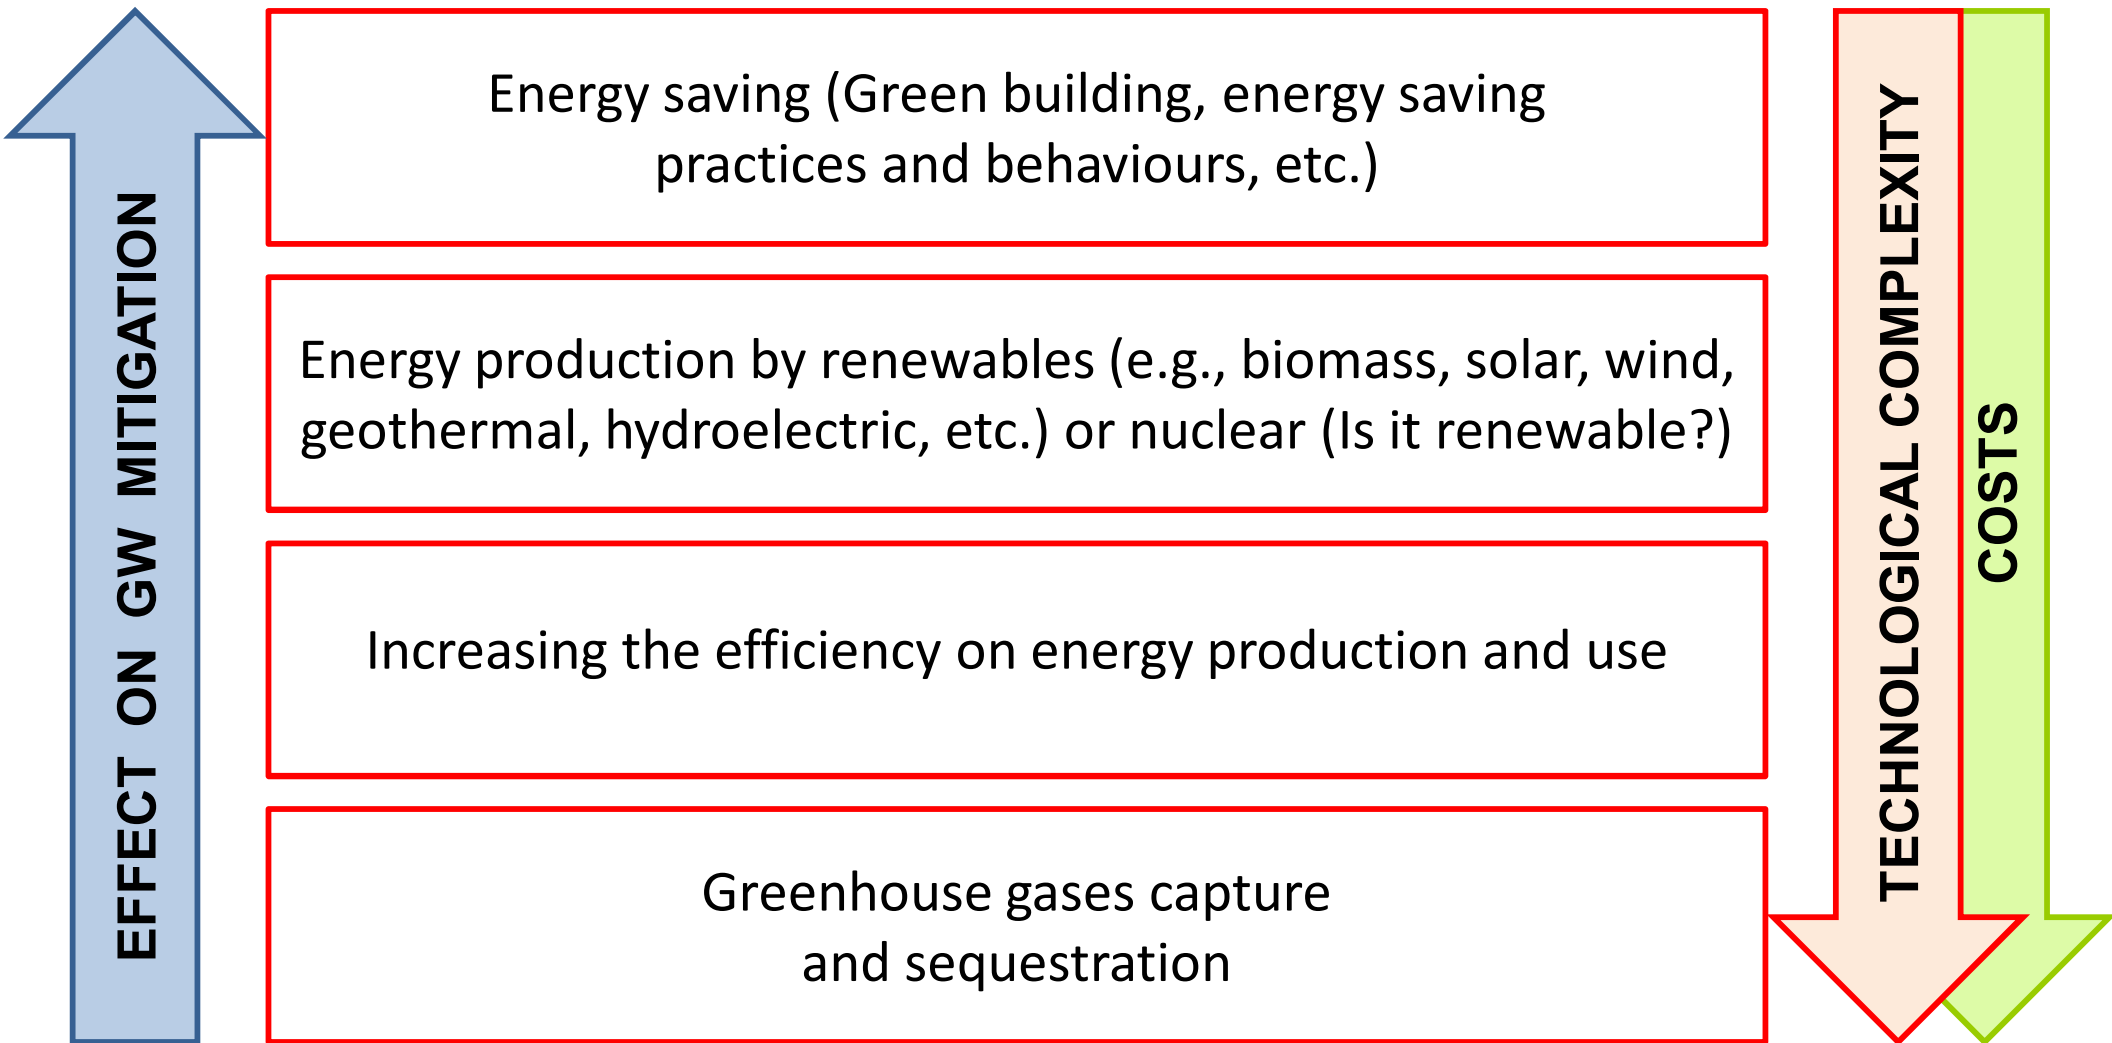 EFFECT ON GW MITIGATION
Energy saving (Green building, energy saving
practices and behaviours, etc.)
Energy production by renewables (e.g., biomass, solar, wind,
geothermal, hydroelectric, etc.) or nuclear (Is it renewable?)
Increasing the efficiency on energy production and use
Greenhouse gases capture
and sequestration
TECHNOLOGICAL COMPLEXITY
COSTS